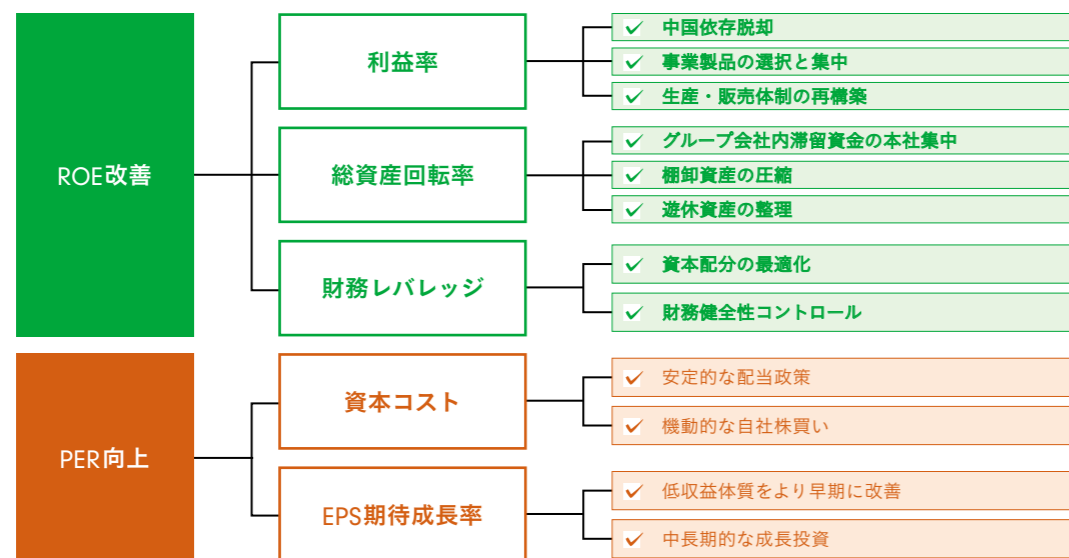 ROE改善
利益率
中国依存脱却
事業製品の選択と集中
生産・販売体制の再構築
総資産回転率
グループ会社内滞留資金の本社集中
棚卸資産の圧縮
遊休資産の整理
財務レバレッジ
資本配分の最適化
財務健全性コントロール
PER向上
資本コスト
安定的な配当政策
機動的な自社株買い
EPS期待成長率
低収益体質をより早期に改善
中長期的な成長投資